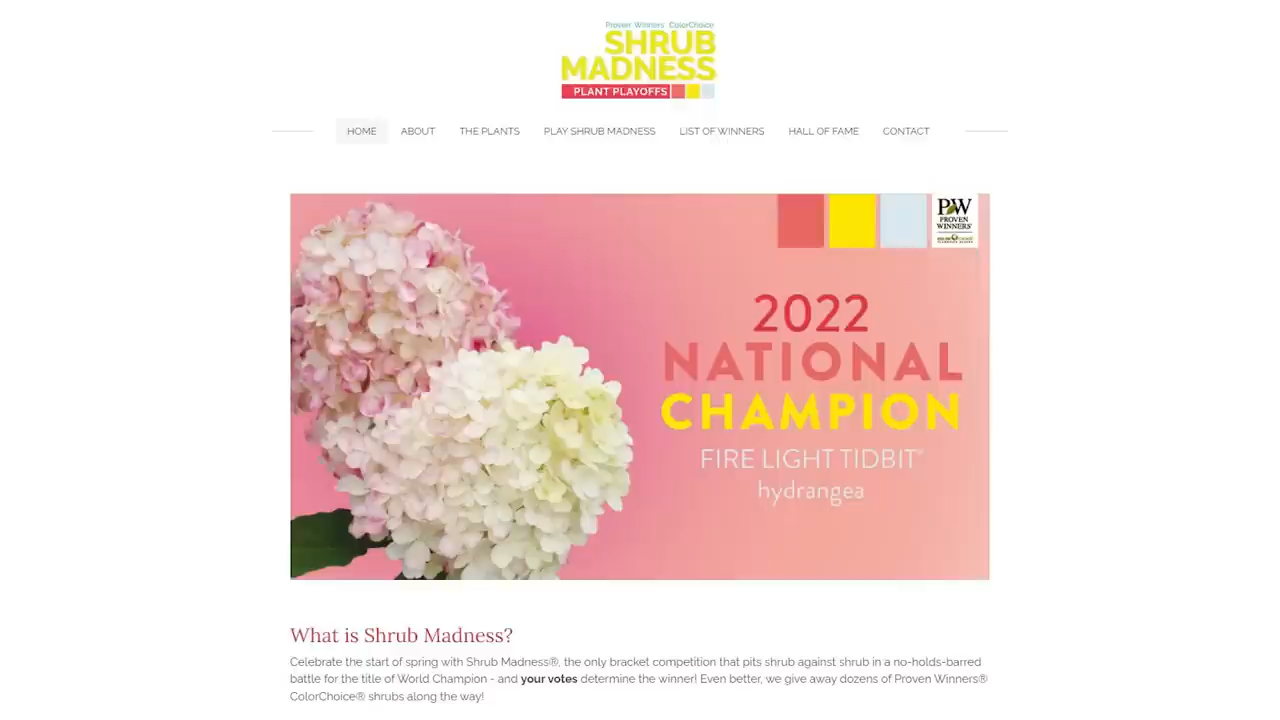 Proven Winners ColorChoice
SHRUB
MADNESS
PLANT PLAYOFFS
HOME ABOUT THE PLANTS PLAY SHRUB MADNESS LIST OF WINNERS HALL OF FAME CONTACT
PW
PROVEN
WINNERS®
2022
NATIONAL
CHAMPION
FIRE LIGHT TIDBIT®
hydrangea
What is Shrub Madness?
Celebrate the start of spring with Shrub Madness®, the only bracket competition that pits shrub against shrub in a no-holds-barred
battle for the title of World Champion - and your votes determine the winner! Even better, we give away dozens of Proven Winners®
ColorChoice® shrubs along the way!